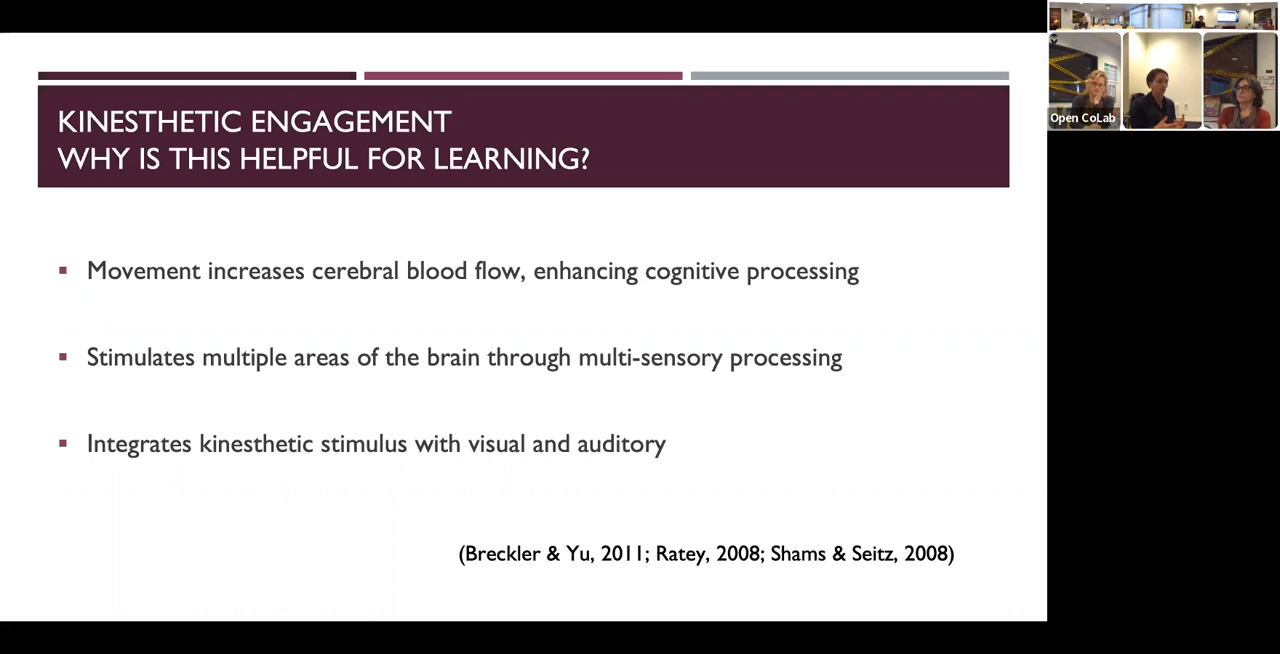 KINESTHETIC ENGAGEMENT
WHY IS THIS HELPFUL FOR LEARNING?
Movement increases cerebral blood flow, enhancing cognitive processing
Stimulates multiple areas of the brain through multi-sensory processing
Integrates kinesthetic stimulus with visual and auditory
(Breckler & Yu, 2011; Ratey, 2008; Shams & Seitz, 2008)
Open CoLab